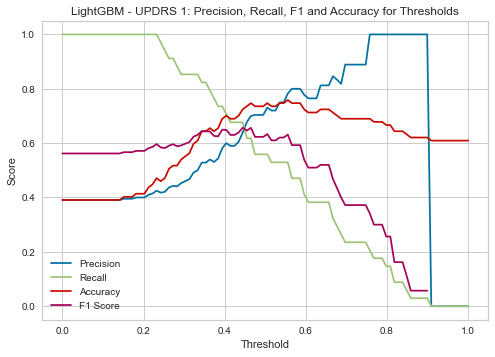 LightGBM - UPDRS 1: Precision, Recall, F1 and Accuracy for Thresholds
1.0
0.8
0.6
0.4
0.2
0.0
Score
Precision
Recall
Accuracy
F1 Score
0.0 0.2 0.4 0.6 0.8 1.0
Threshold